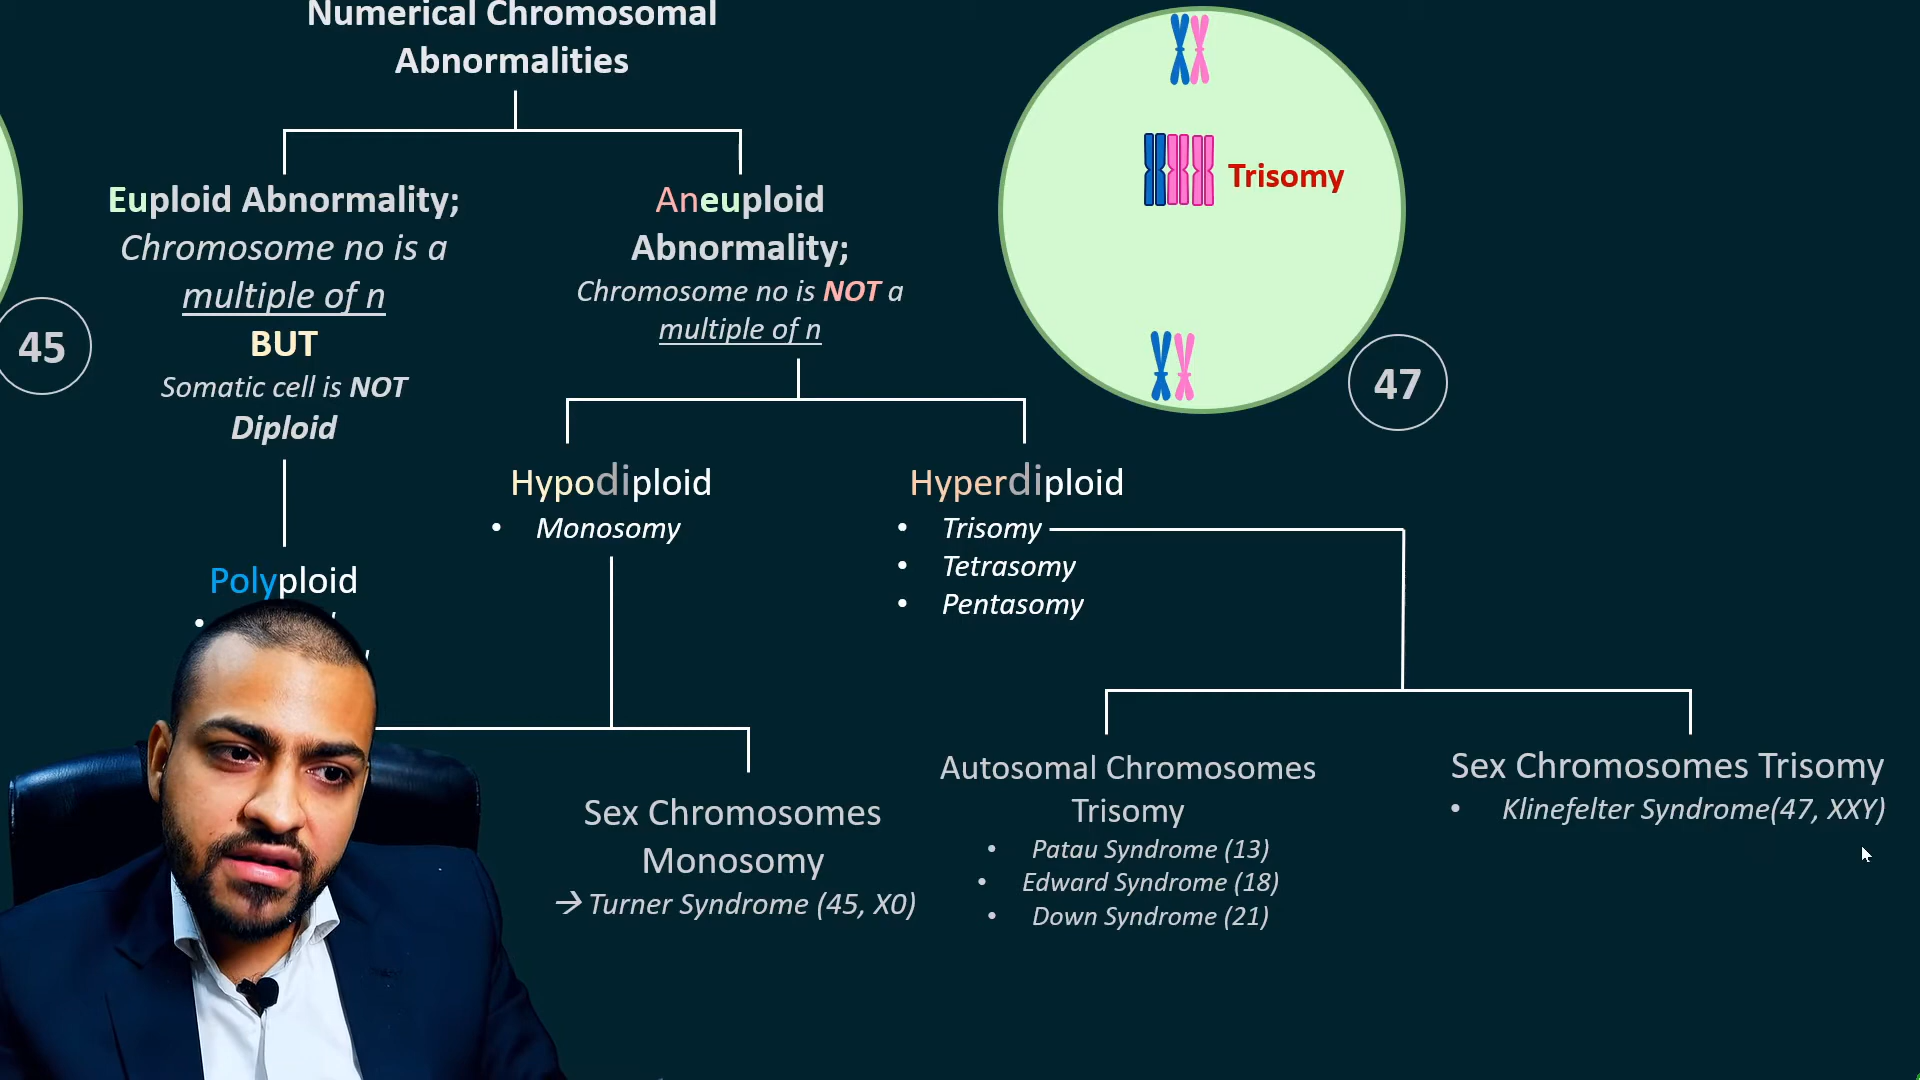 Numerical Chromosomal
Abnormalities
Euploid Abnormality;
Chromosome no is a
multiple of n
BUT
Somatic cell is NOT
Diploid
Polyploid
Aneuploid
Abnormality;
Chromosome no is NOT a
multiple of n
Hypodiploid
• Monosomy
Hyperdiploid
• Trisomy
• Tetrasomy
• Pentasomy
Sex Chromosomes
Monosomy
→ Turner Syndrome (45, X0)
Autosomal Chromosomes
Trisomy
• Patau Syndrome (13)
• Edward Syndrome (18)
• Down Syndrome (21)
Sex Chromosomes Trisomy
• Klinefelter Syndrome(47, XXY)
Trisomy
45
47